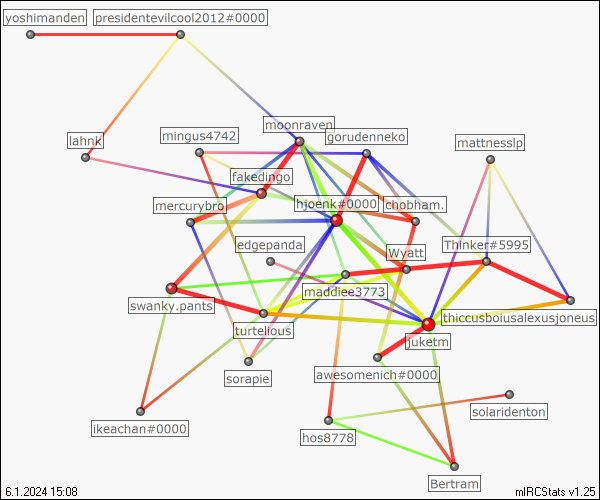 yoshimanden
presidentevilcool2012#0000
moonraven
lahnk
mingus4742
gorudenneko
mattnesslp
fakedingo
mercurybro
hjoenk#0000
chobham.
edgepanda
Wyatt
Thinker#5995
maddiee3773
swanky.pants
turtelious
juketm
thiccusboiusalexusjoneus
sorapie
awesomenich#0000
ikeachan#0000
hos8778
solaridenton
Bertram
6.1.2024 15:08
mIRCStats v1.25